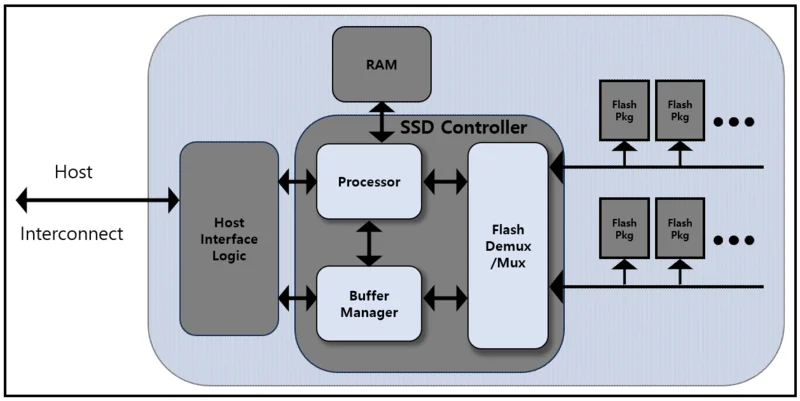 RAM
SSD Controller
Flash
Pkg
Flash
Pkg
Host
Interconnect
Host
Interface
Logic
Processor
Buffer
Manager
Flash
Demux
/Mux
Flash
Pkg
Flash
Pkg